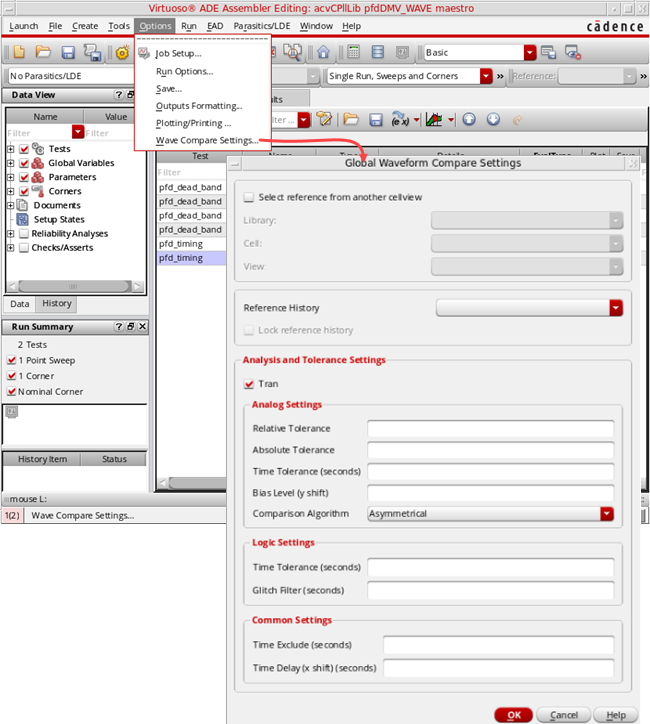 Virtuoso® ADE Assembler Editing: acvCPllLib pfdDMV_WAVE maestro
Launch File Create Tools Options Run EAD Parasitics/LDE Window Help
cādence
Job Setup...
Run Options...
Save...
Outputs Formatting...
Plotting/Printing ...
Wave Compare Settings...
Basic
No Parasitics/LDE
Single Run, Sweeps and Corners
Reference:
Data View
Name Value
Filter Filter
Tests
Global Variables
Parameters
Corners
Documents
Setup States
Reliability Analyses
Checks/Asserts
Data History
Run Summary
2 Tests
1 Point Sweep
1 Corner
Nominal Corner
History Item Status
mouse L:
1(2) Wave Compare Settings...
Test
Filter
pfd_dead_band
pfd_dead_band
pfd_dead_band
pfd_dead_band
pfd_timing
pfd_timing
Global Waveform Compare Settings
Select reference from another cellview
Library:
Cell:
View:
Reference History
Lock reference history
Analysis and Tolerance Settings
Tran
Analog Settings
Relative Tolerance
Absolute Tolerance
Time Tolerance (seconds)
Bias Level (y shift)
Comparison Algorithm Asymmetrical
Logic Settings
Time Tolerance (seconds)
Glitch Filter (seconds)
Common Settings
Time Exclude (seconds)
Time Delay (x shift) (seconds)
OK Cancel Help